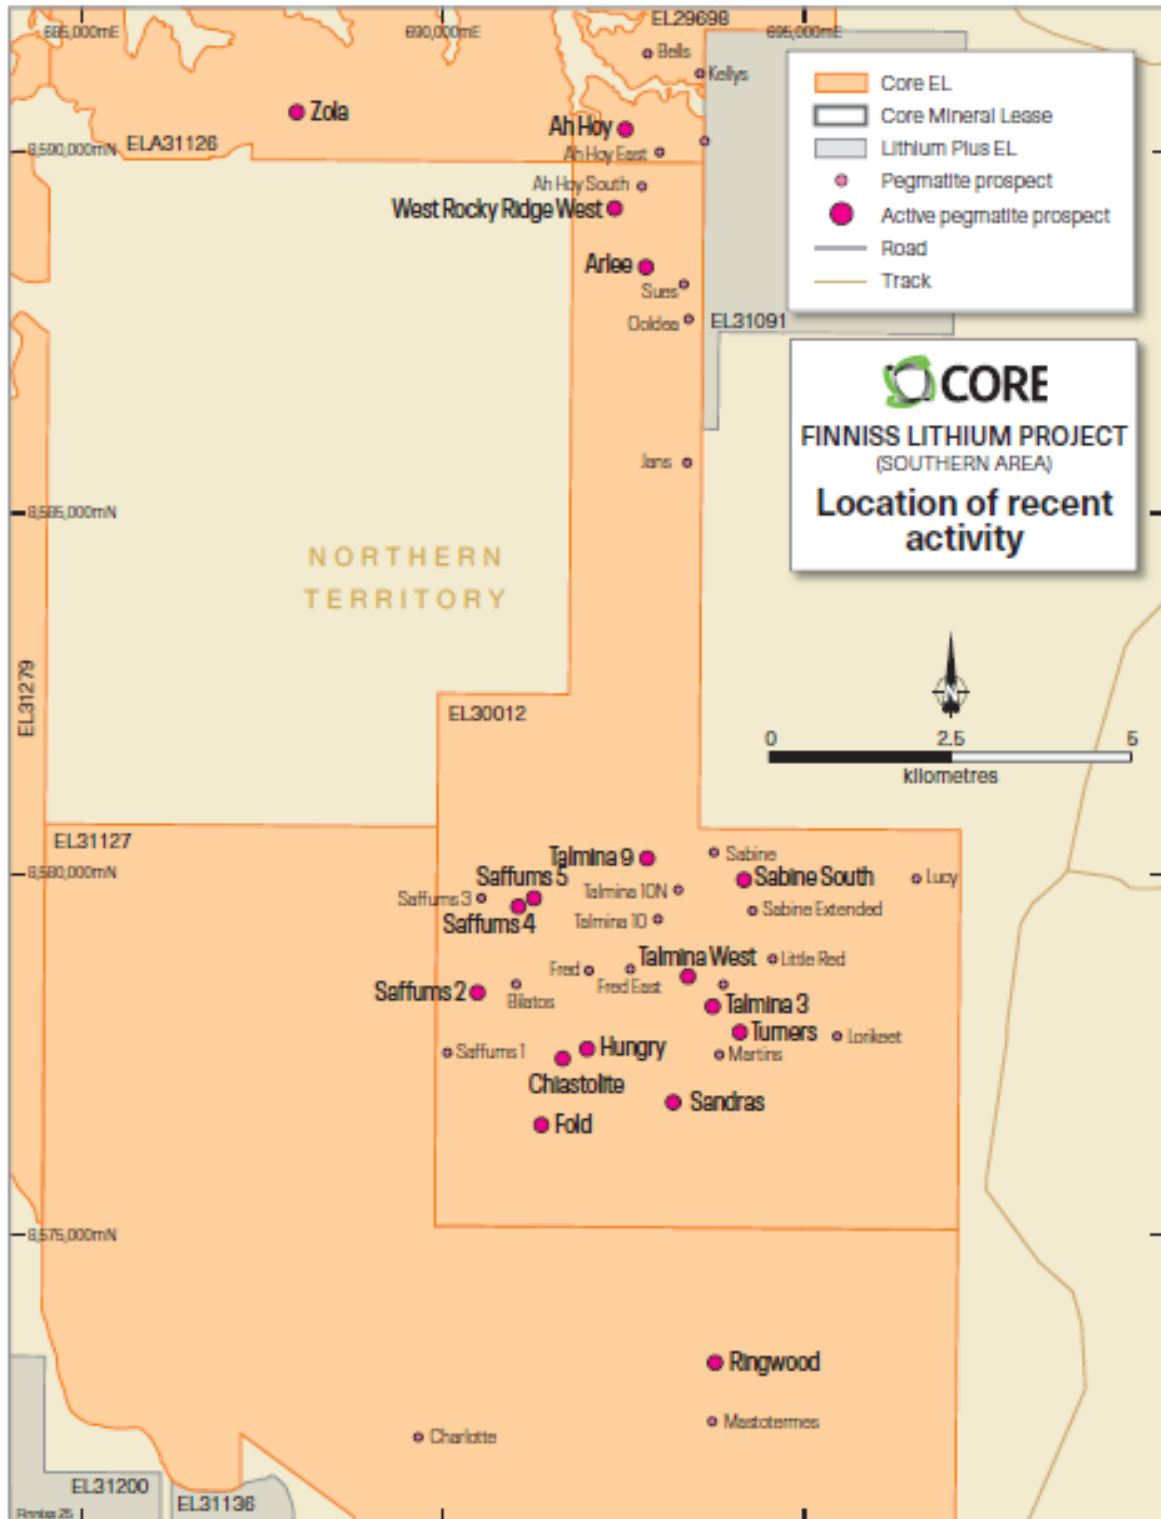 EL29698
685,000mE
690,000mE
695,000mE
Bells
Kellys
Zola
Ah Hoy
ELA31126
Ah Hoy East
8,590,000mN
Ah Hoy South
West Rocky Ridge West
Arlee
Sues
Ooldea
EL31091
Core EL
Core Mineral Lease
Lithium Plus EL
Pegmatite prospect
Active pegmatite prospect
Road
Track
CORE
FINNISS LITHIUM PROJECT
(SOUTHERN AREA)
Location of recent
activity
Jans
8,585,000mN
NORTHERN
TERRITORY
EL31279
EL30012
N
0 2.5 5
kilometres
EL31127
Talmina 9
Sabine
8,580,000mN
Saffums 5
Sabine South
Lucy
Saffums 3
Talmina 10N
Saffums 4
Talmina 10
Sabine Extended
Talmina West
Little Red
Fred
Fred East
Saffums 2
Bilatos
Talmina 3
Turners
Lorikeet
Saffums 1
Hungry
Martins
Chiastolite
Sandras
Fold
8,575,000mN
Ringwood
Mastotermes
Charlotte
EL31200
EL31136
Finniss 25